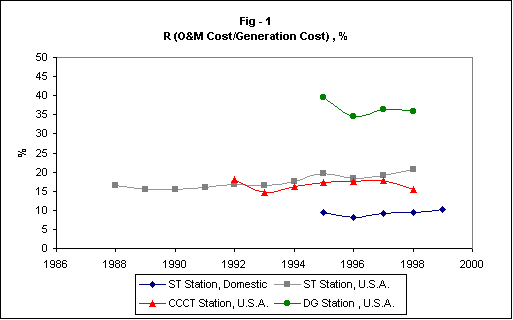 Fig - 1
R (O&M Cost/Generation Cost) , %
50
45
40
35
30
25
20
15
10
5
0
%
1986 1988 1990 1992 1994 1996 1998 2000
ST Station, Domestic ST Station, U.S.A.
CCCT Station, U.S.A. DG Station , U.S.A.